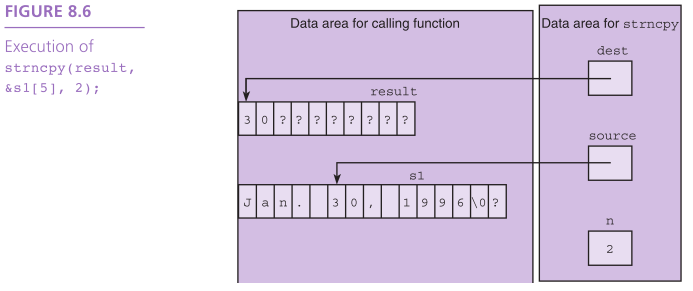 FIGURE 8.6
Execution of
strncpy(result,
&s1[5], 2);
Data area for calling function
result
3 0 ? ? ? ? ? ? ? ?
s1
J a n . 3 0 , 1 9 9 6 \0 ?
Data area for strncpy
dest
source
n
2